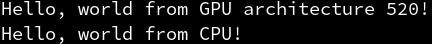 Hello, world from GPU architecture 520!
Hello, world from CPU!